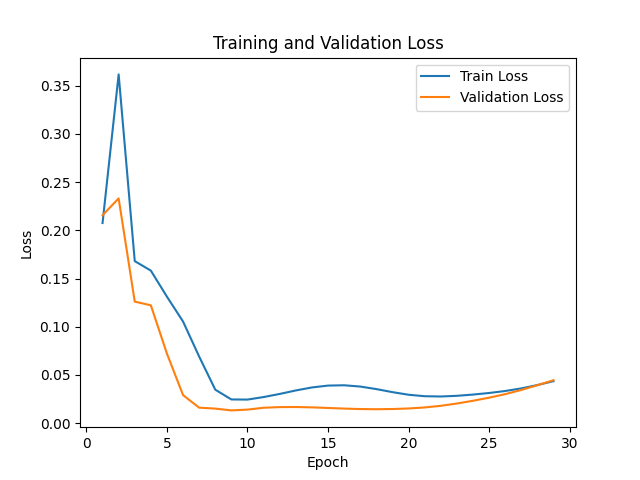 Training and Validation Loss
Train Loss
Validation Loss
0.35
0.30
0.25
0.20
0.15
0.10
0.05
0.00
Loss
0 5 10 15 20 25 30
Epoch